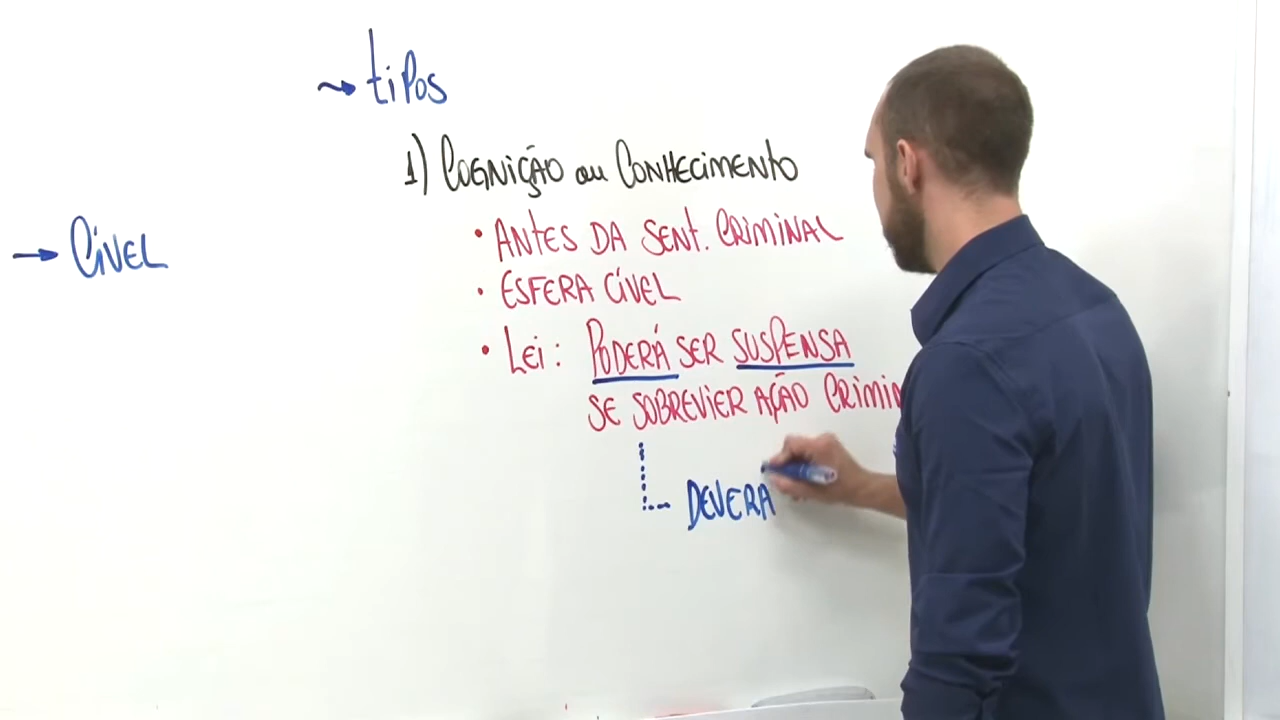 ~> tipos
1) Cognição ou Conhecimento
→ Cível
• Antes da sent. criminal
• Esfera cível
• Lei: Poderá ser suspensa
se sobrevier ação crimin
Devera